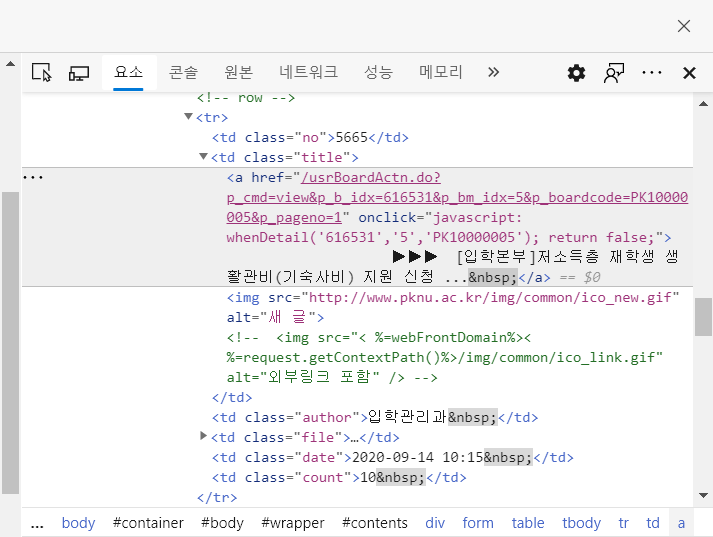 요소 콘솔 원본 네트워크 성능 메모리
<!-- row -->
<tr>
<td class="no">5665</td>
<td class="title">
<a href="/usrBoardActn.do?
p_cmd=view&p_b_idx=616531&p_bm_idx=5&p_boardcode=PK10000
005&p_pageno=1" onclick="javascript:
whenDetail('616531','5','PK10000005'); return false;">
▶▶▶ [입학본부]저소득층 재학생 생
활관비(기숙사비) 지원 신청 ...&nbsp;</a> == $0
<img src="http://www.pknu.ac.kr/img/common/ico_new.gif"
alt="새 글">
<!-- <img src="< %=webFrontDomain%><
%=request.getContextPath()%>/img/common/ico_link.gif"
alt="외부링크 포함" /> -->
</td>
<td class="author">입학관리과&nbsp;</td>
<td class="file">…</td>
<td class="date">2020-09-14 10:15&nbsp;</td>
<td class="count">10&nbsp;</td>
</tr>
... body #container #body #wrapper #contents div form table tbody tr td a